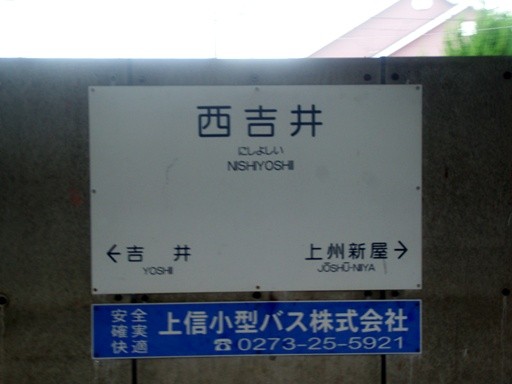 西吉井
にしよしい
NISHIYOSHII
←吉井 上州新屋→
YOSHII JŌSHŪ-NIIYA
安全 確実 快適 上信小型バス株式会社
☎0273-25-5921